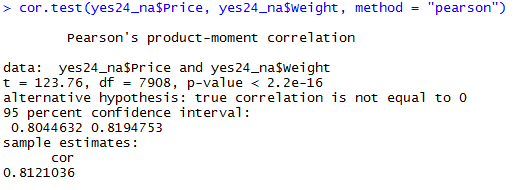 > cor.test(yes24_na$Price, yes24_na$Weight, method = "pearson")
Pearson's product-moment correlation
data:  yes24_na$Price and yes24_na$Weight
t = 123.76, df = 7908, p-value < 2.2e-16
alternative hypothesis: true correlation is not equal to 0
95 percent confidence interval:
0.8044632 0.8194753
sample estimates:
cor
0.8121036